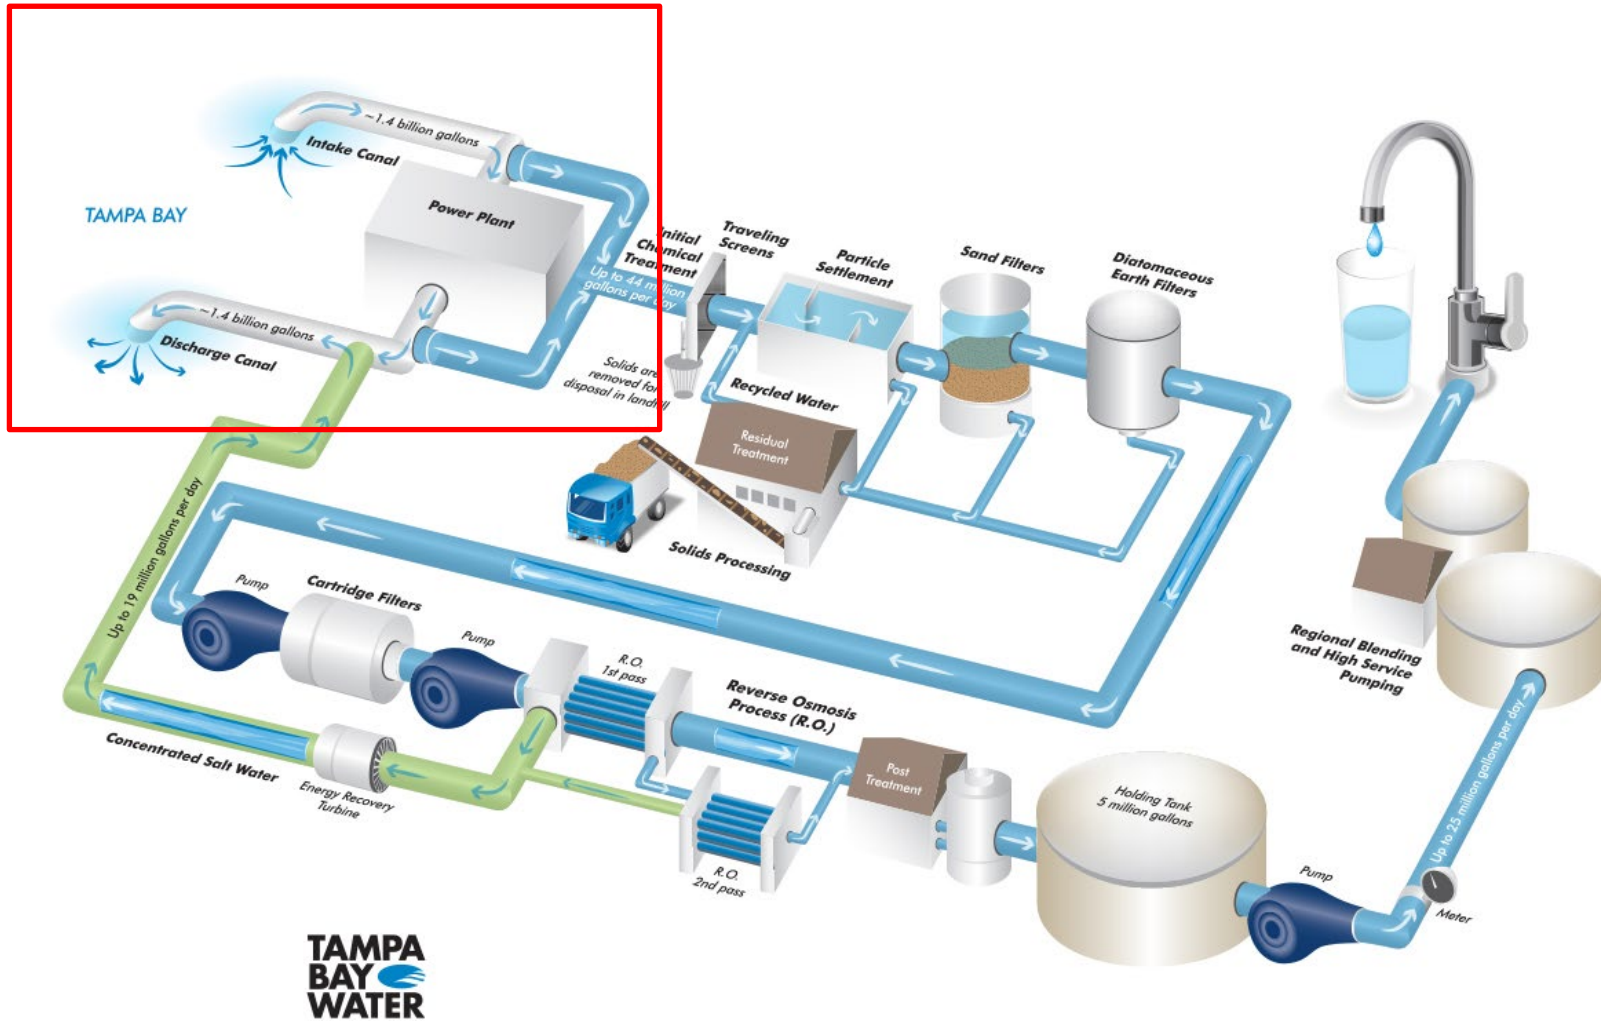 ~1.4 billion gallons
Intake Canal
TAMPA BAY
Power Plant
~1.4 billion gallons
Discharge Canal
Initial
Chemical
Treatment
Up to 44 million
gallons per day
Traveling
Screens
Particle
Settlement
Sand Filters
Diatomaceous
Earth Filters
Solids are
removed for
disposal in landfill
Recycled Water
Residual
Treatment
Solids Processing
Up to 19 million gallons per day
Pump
Cartridge Filters
Pump
R.O.
1st pass
Reverse Osmosis
Process (R.O.)
Concentrated Salt Water
Energy Recovery
Turbine
R.O.
2nd pass
Post
Treatment
Holding Tank
5 million gallons
Pump
Meter
Up to 25 million gallons per day
Regional Blending
and High Service
Pumping
TAMPA
BAY
WATER